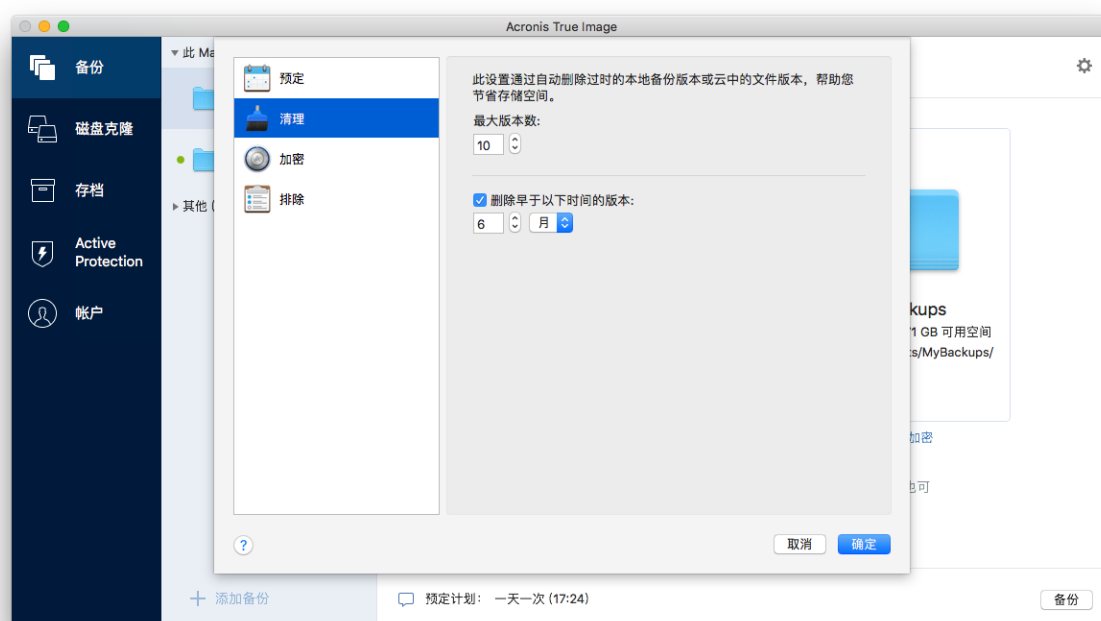 Acronis True Image
备份
磁盘克隆
存档
Active
Protection
帐户
此 Ma
其他 (
添加备份
预定
清理
加密
排除
此设置通过自动删除过时的本地备份版本或云中的文件版本，帮助您
节省存储空间。
最大版本数:
10
删除早于以下时间的版本:
6 月
?
取消 确定
kups
1 GB 可用空间
s/MyBackups/
加密
也可
预定计划： 一天一次 (17:24)
备份